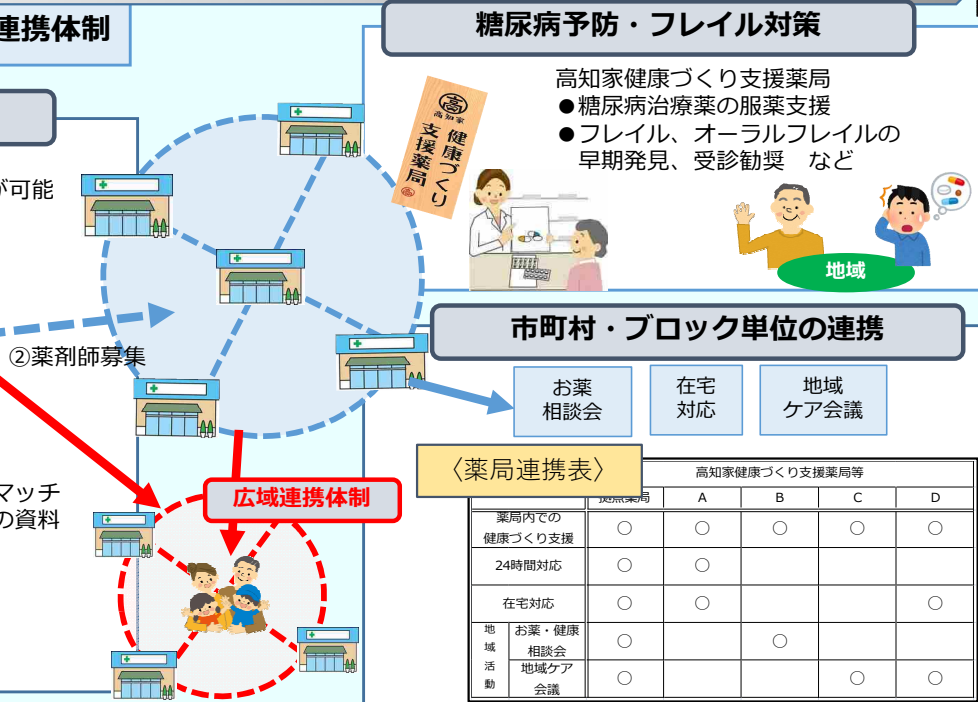 連携体制
が可能
②薬剤師募集
マッチ
の資料
広域連携体制
糖尿病予防・フレイル対策
高知家
健康づくり
支援薬局
高知家健康づくり支援薬局
●糖尿病治療薬の服薬支援
●フレイル、オーラルフレイルの
早期発見、受診勧奨 など
地域
市町村・ブロック単位の連携
お薬
相談会
在宅
対応
地域
ケア会議
〈薬局連携表〉
高知家健康づくり支援薬局等
拠点薬局 A B C D
薬局内での
健康づくり支援 ○ ○ ○ ○ ○
24時間対応 ○ ○
在宅対応 ○ ○ ○
地域活動
お薬・健康
相談会 ○ ○
地域ケア
会議 ○ ○ ○